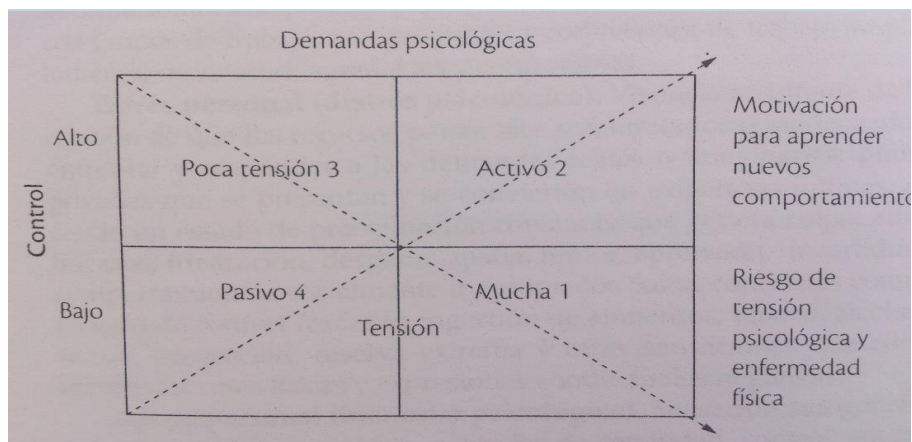 Demandas psicológicas
Alto
Control
Bajo
Poca tensión 3
Activo 2
Pasivo 4
Mucha 1
Tensión
Motivación
para aprender
nuevos
comportamiento
Riesgo de
tensión
psicológica y
enfermedad
física